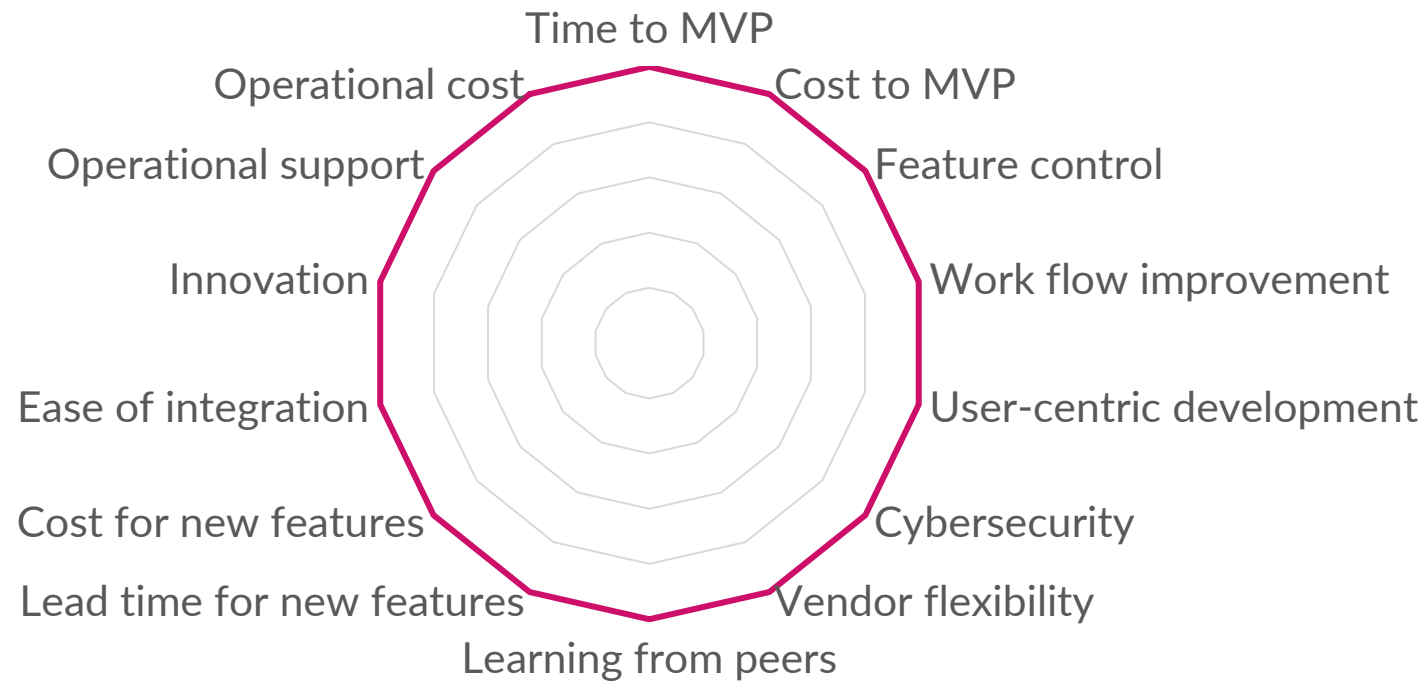 Time to MVP
Operational cost
Cost to MVP
Operational support
Feature control
Innovation
Work flow improvement
Ease of integration
User-centric development
Cost for new features
Cybersecurity
Lead time for new features
Vendor flexibility
Learning from peers